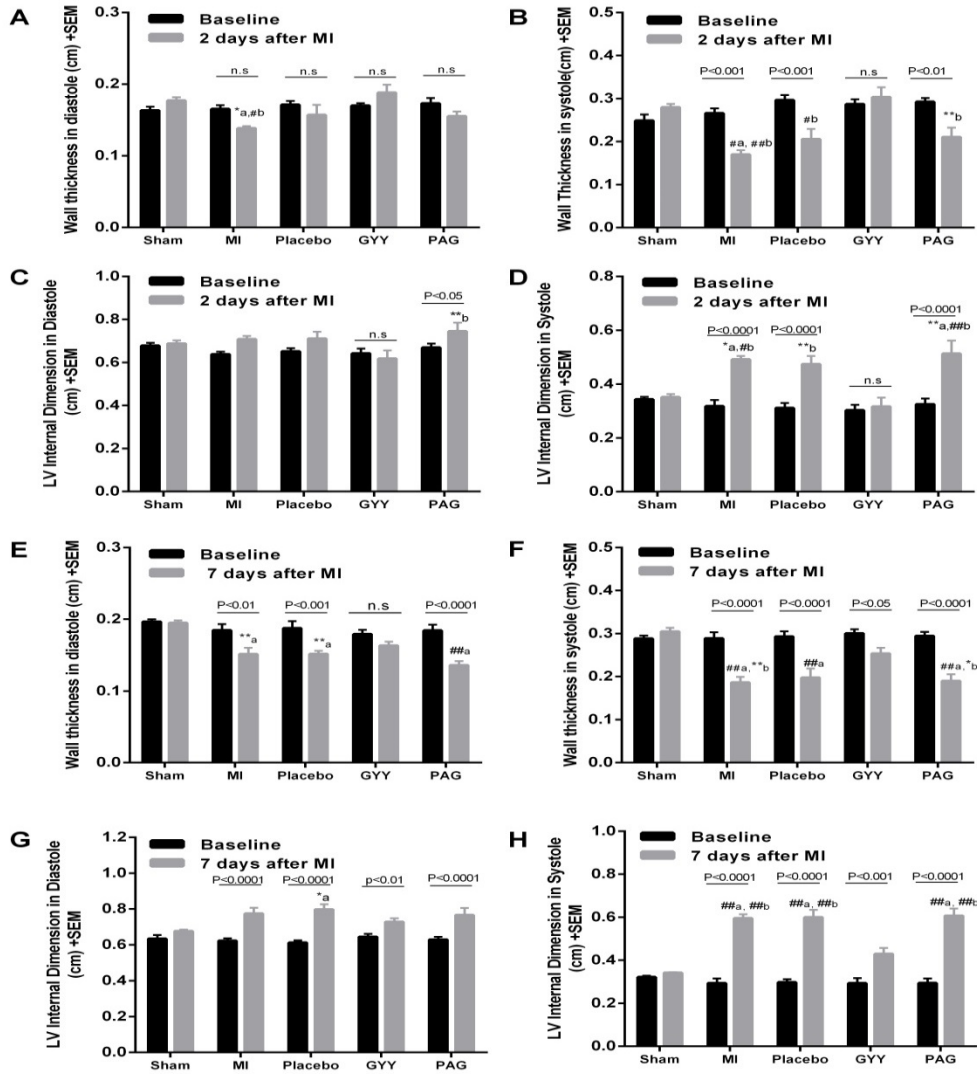 A
Wall thickness in diastole (cm) +SEM
Baseline
2 days after MI
n.s
n.s
n.s
n.s
*a,#b
0.3
0.2
0.1
0.0
Sham MI Placebo GYY PAG
B
Wall Thickness in systole(cm) +SEM
Baseline
2 days after MI
P<0.001
P<0.001
n.s
P<0.01
#a, ##b
#b
**b
0.5
0.4
0.3
0.2
0.1
0.0
Sham MI Placebo GYY PAG
C
LV Internal Dimension in Diastole
(cm) +SEM
Baseline
2 days after MI
P<0.05
n.s
**b
1.0
0.8
0.6
0.4
0.2
0.0
Sham MI Placebo GYY PAG
D
LV Internal Dimension in Systole
(cm) +SEM
Baseline
2 days after MI
P<0.0001
P<0.0001
n.s
P<0.0001
*a,#b
**b
**a,##b
0.8
0.6
0.4
0.2
0.0
Sham MI Placebo GYY PAG
E
Wall thickness in diastole (cm) +SEM
Baseline
7 days after MI
P<0.01
P<0.001
n.s
P<0.0001
**a
**a
##a
0.3
0.2
0.1
0.0
Sham MI Placebo GYY PAG
F
Wall thickness in systole (cm) +SEM
Baseline
7 days after MI
P<0.0001
P<0.0001
P<0.05
P<0.0001
##a,**b
##a
##a,*b
0.5
0.4
0.3
0.2
0.1
0.0
Sham MI Placebo GYY PAG
G
LV Internal Dimension in Diastole
(cm) +SEM
Baseline
7 days after MI
P<0.0001
P<0.0001
p<0.01
P<0.0001
*a
1.2
1.0
0.8
0.6
0.4
0.2
0.0
Sham MI Placebo GYY PAG
H
LV Internal Dimension in Systole
(cm) +SEM
Baseline
7 days after MI
P<0.0001
P<0.0001
P<0.001
P<0.0001
##a, ##b
##a, ##b
##a, ##b
1.0
0.8
0.6
0.4
0.2
0.0
Sham MI Placebo GYY PAG